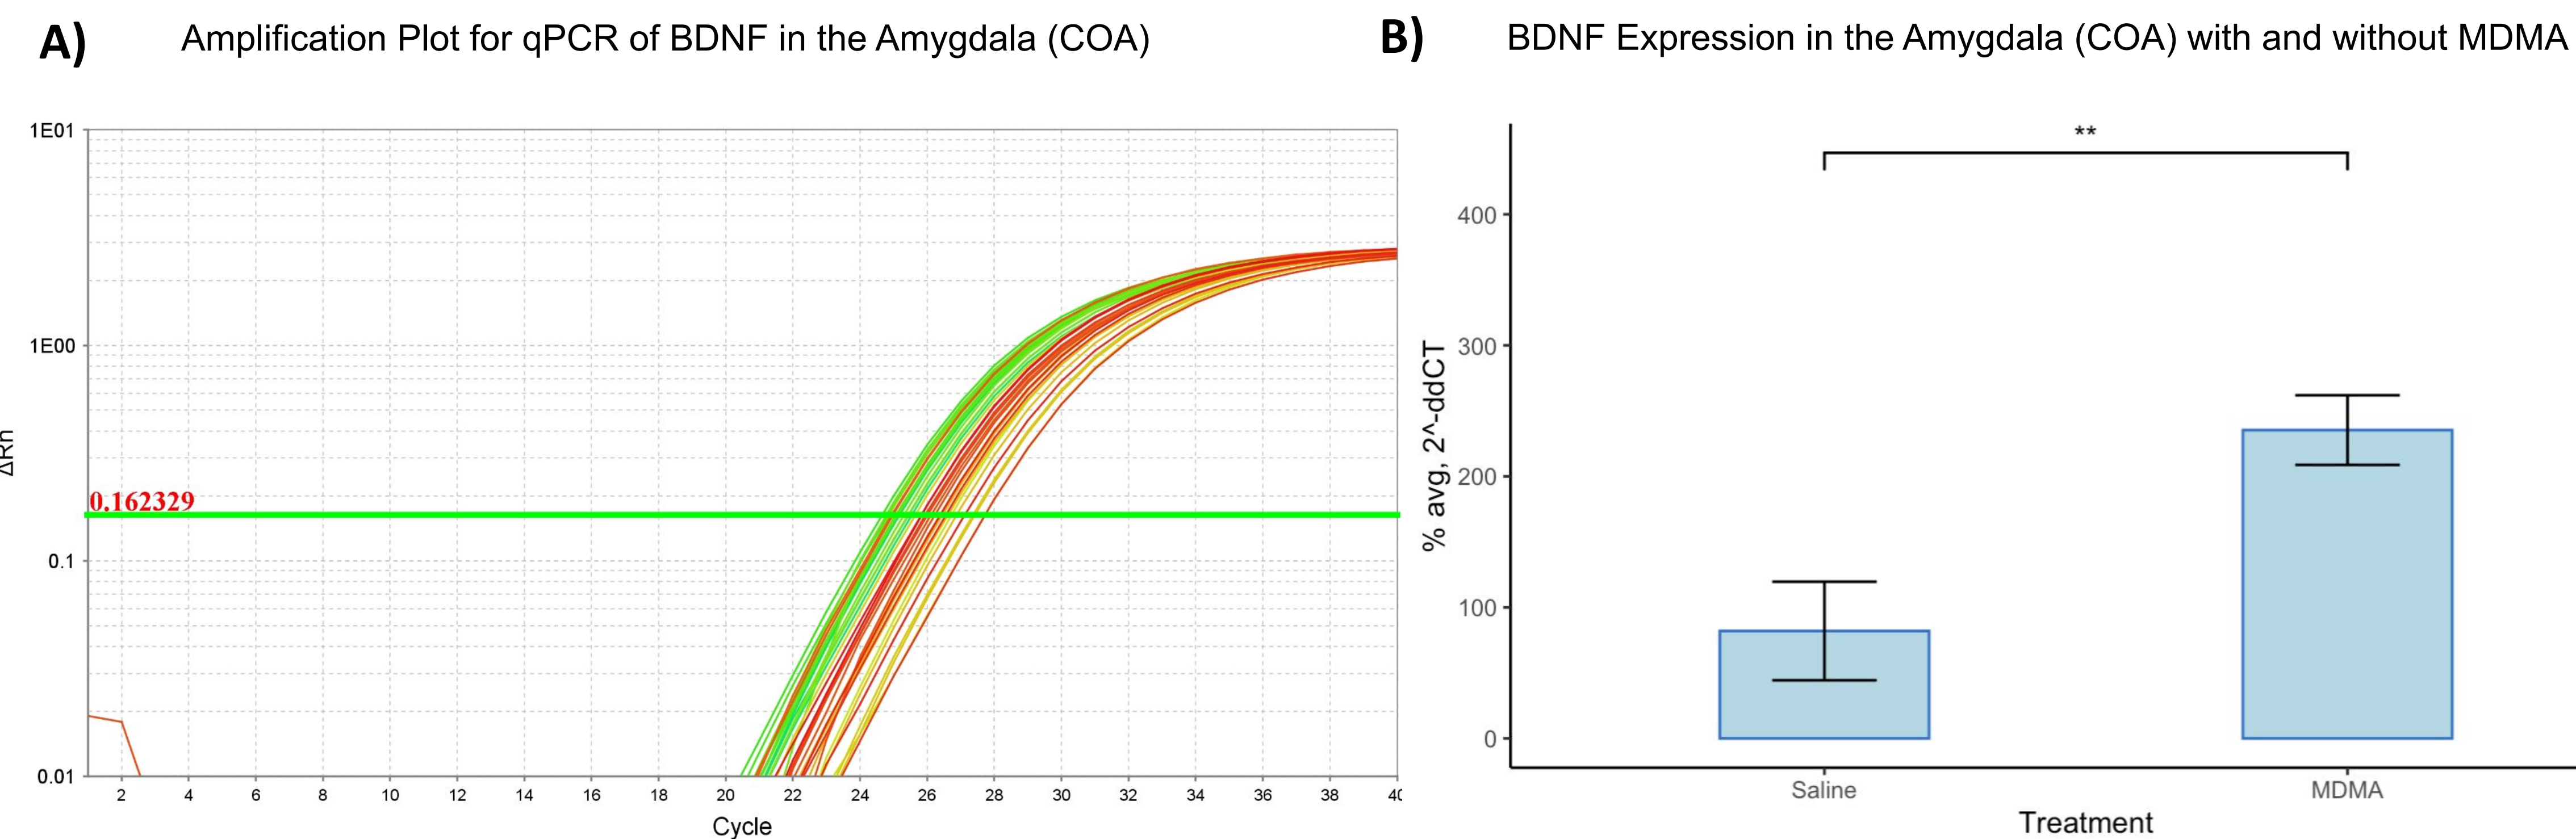 A) Amplification Plot for qPCR of BDNF in the Amygdala (COA)
1E01
1E00
0.1
0.01
ΔRn
0.162329
2 4 6 8 10 12 14 16 18 20 22 24 26 28 30 32 34 36 38 40
Cycle
B) BDNF Expression in the Amygdala (COA) with and without MDMA
**
400
300
200
100
0
% avg, 2^-ddCT
Saline MDMA
Treatment